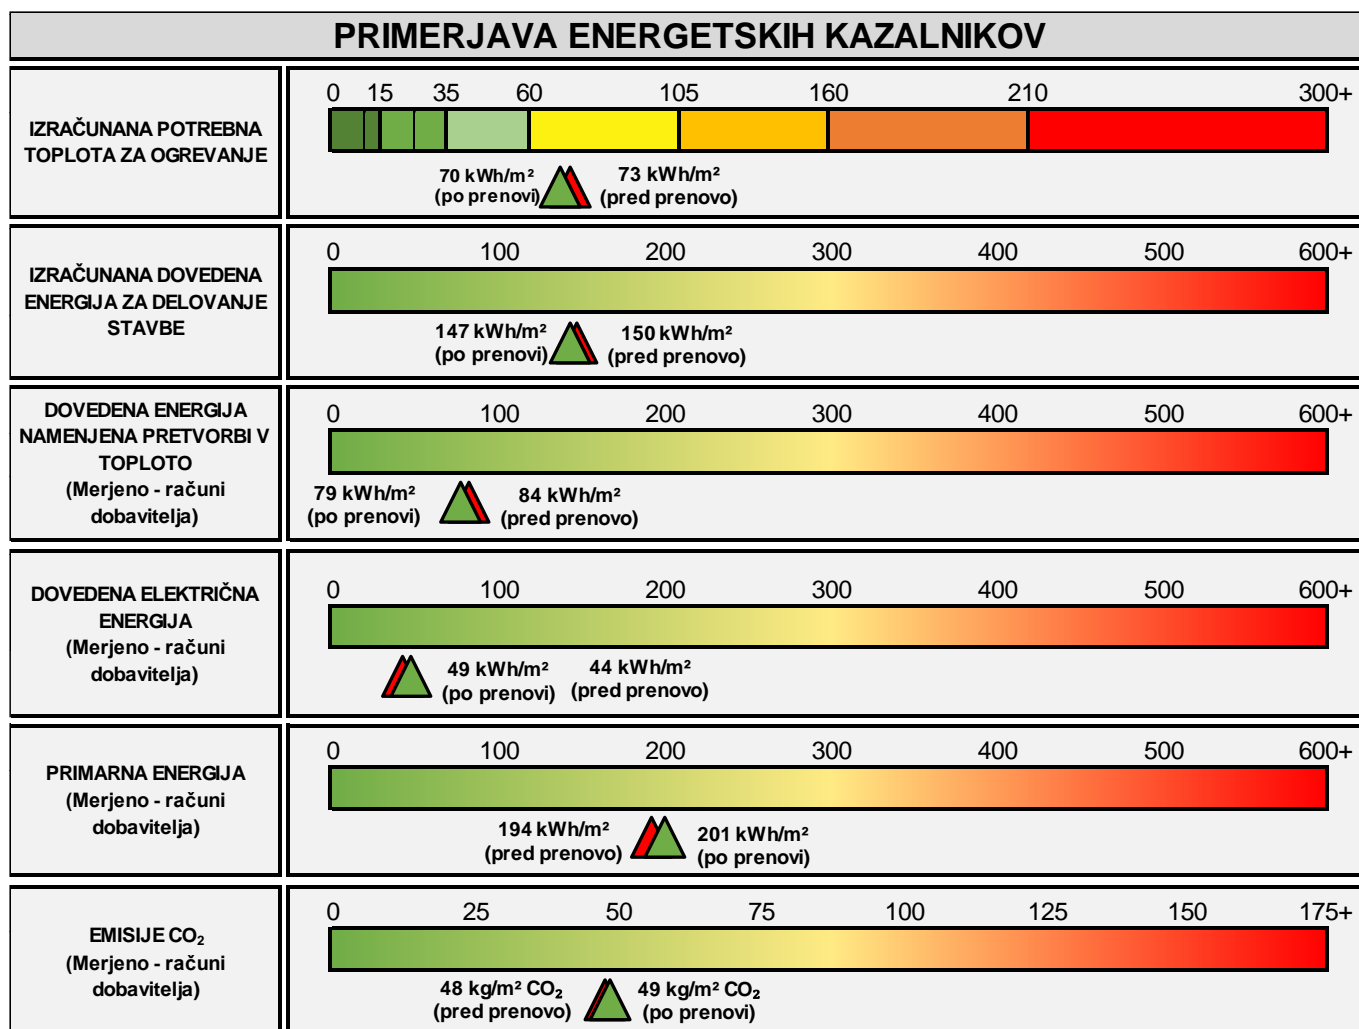 PRIMERJAVA ENERGETSKIH KAZALNIKOV
IZRAČUNANA POTREBNA
TOPLOTA ZA OGREVANJE
0 15 35 60 105 160 210 300+
70 kWh/m²
(po prenovi)
73 kWh/m²
(pred prenovo)
IZRAČUNANA DOVEDENA
ENERGIJA ZA DELOVANJE
STAVBE
0 100 200 300 400 500 600+
147 kWh/m²
(po prenovi)
150 kWh/m²
(pred prenovo)
DOVEDENA ENERGIJA
NAMENJENA PRETVORBI V
TOPLOTO
(Merjeno - računi
dobavitelja)
0 100 200 300 400 500 600+
79 kWh/m²
(po prenovi)
84 kWh/m²
(pred prenovo)
DOVEDENA ELEKTRIČNA
ENERGIJA
(Merjeno - računi
dobavitelja)
0 100 200 300 400 500 600+
49 kWh/m²
(po prenovi)
44 kWh/m²
(pred prenovo)
PRIMARNA ENERGIJA
(Merjeno - računi
dobavitelja)
0 100 200 300 400 500 600+
194 kWh/m²
(pred prenovo)
201 kWh/m²
(po prenovi)
EMISIJE CO₂
(Merjeno - računi
dobavitelja)
0 25 50 75 100 125 150 175+
48 kg/m² CO₂
(pred prenovo)
49 kg/m² CO₂
(po prenovi)